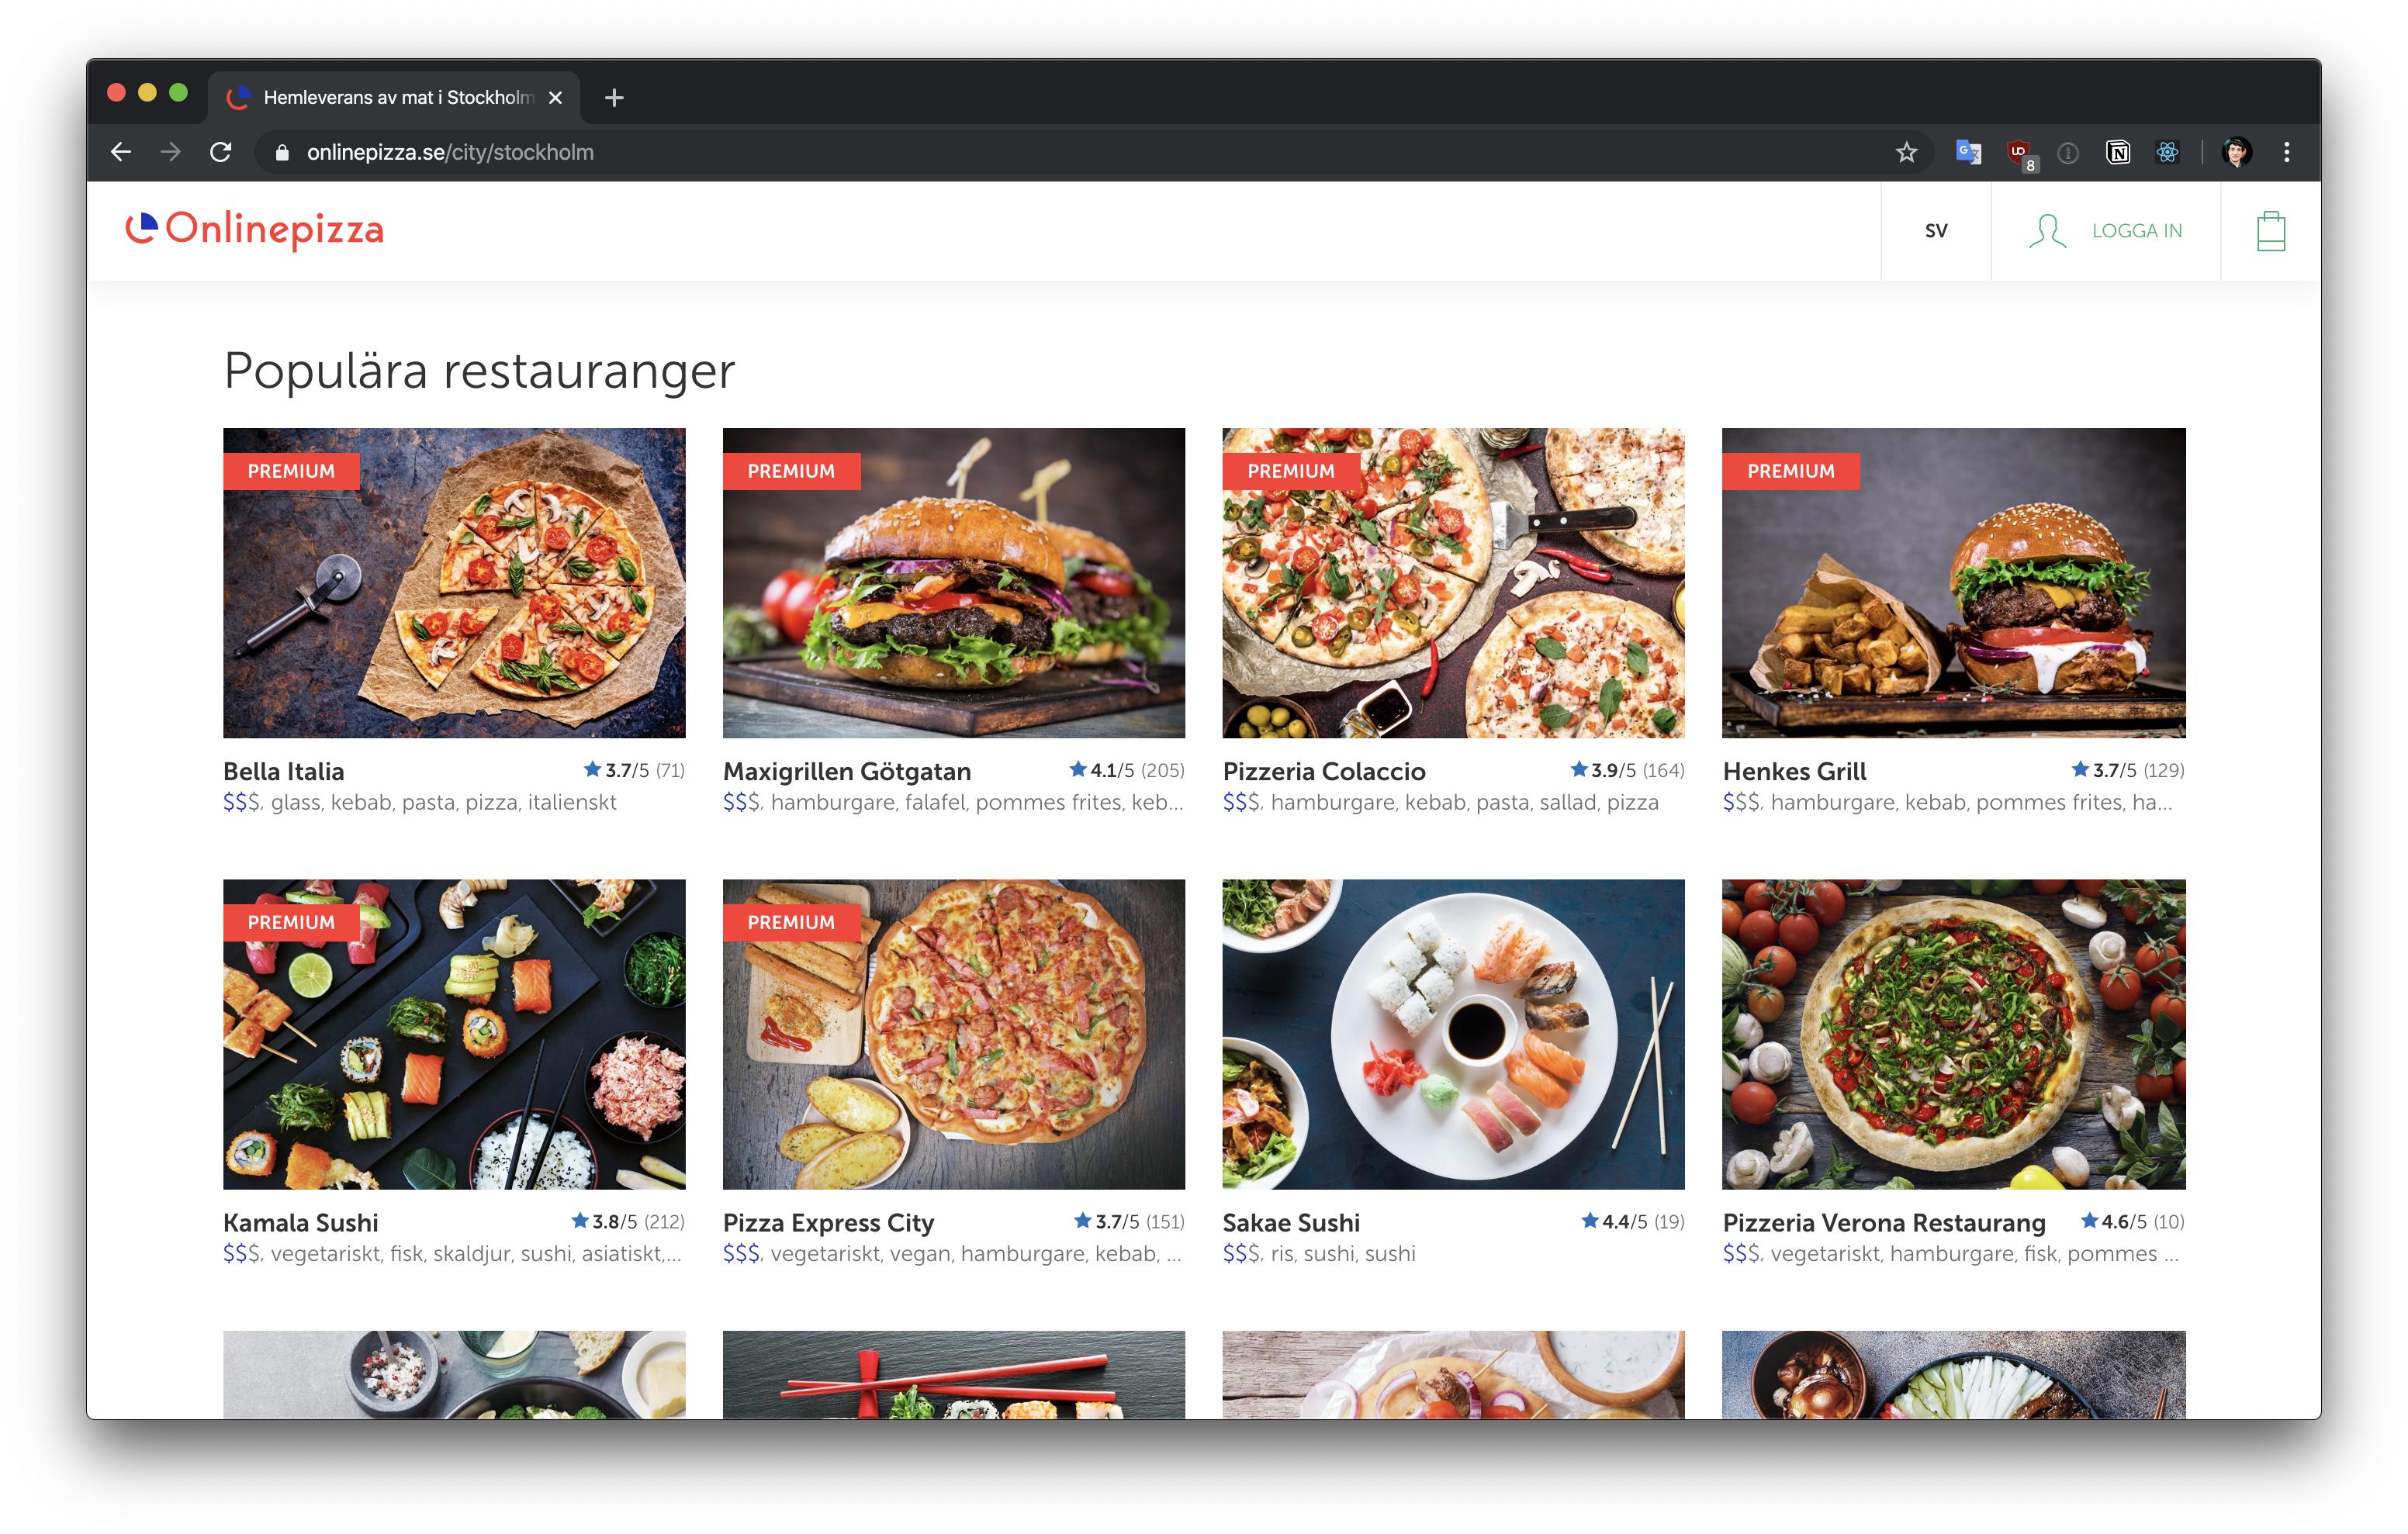 Hemleverans av mat i Stockholm
onlinepizza.se/city/stockholm
8
Onlinepizza
SV
LOGGA IN
Populära restauranger
PREMIUM
PREMIUM
PREMIUM
PREMIUM
Bella Italia 3.7/5 (71)
$$$, glass, kebab, pasta, pizza, italienskt
Maxigrillen Götgatan 4.1/5 (205)
$$$, hamburgare, falafel, pommes frites, keb...
Pizzeria Colaccio 3.9/5 (164)
$$$, hamburgare, kebab, pasta, sallad, pizza
Henkes Grill 3.7/5 (129)
$$$, hamburgare, kebab, pommes frites, ha...
PREMIUM
PREMIUM
Kamala Sushi 3.8/5 (212)
$$$, vegetariskt, fisk, skaldjur, sushi, asiatiskt,...
Pizza Express City 3.7/5 (151)
$$$, vegetariskt, vegan, hamburgare, kebab, ...
Sakae Sushi 4.4/5 (19)
$$$, ris, sushi, sushi
Pizzeria Verona Restaurang 4.6/5 (10)
$$$, vegetariskt, hamburgare, fisk, pommes ...